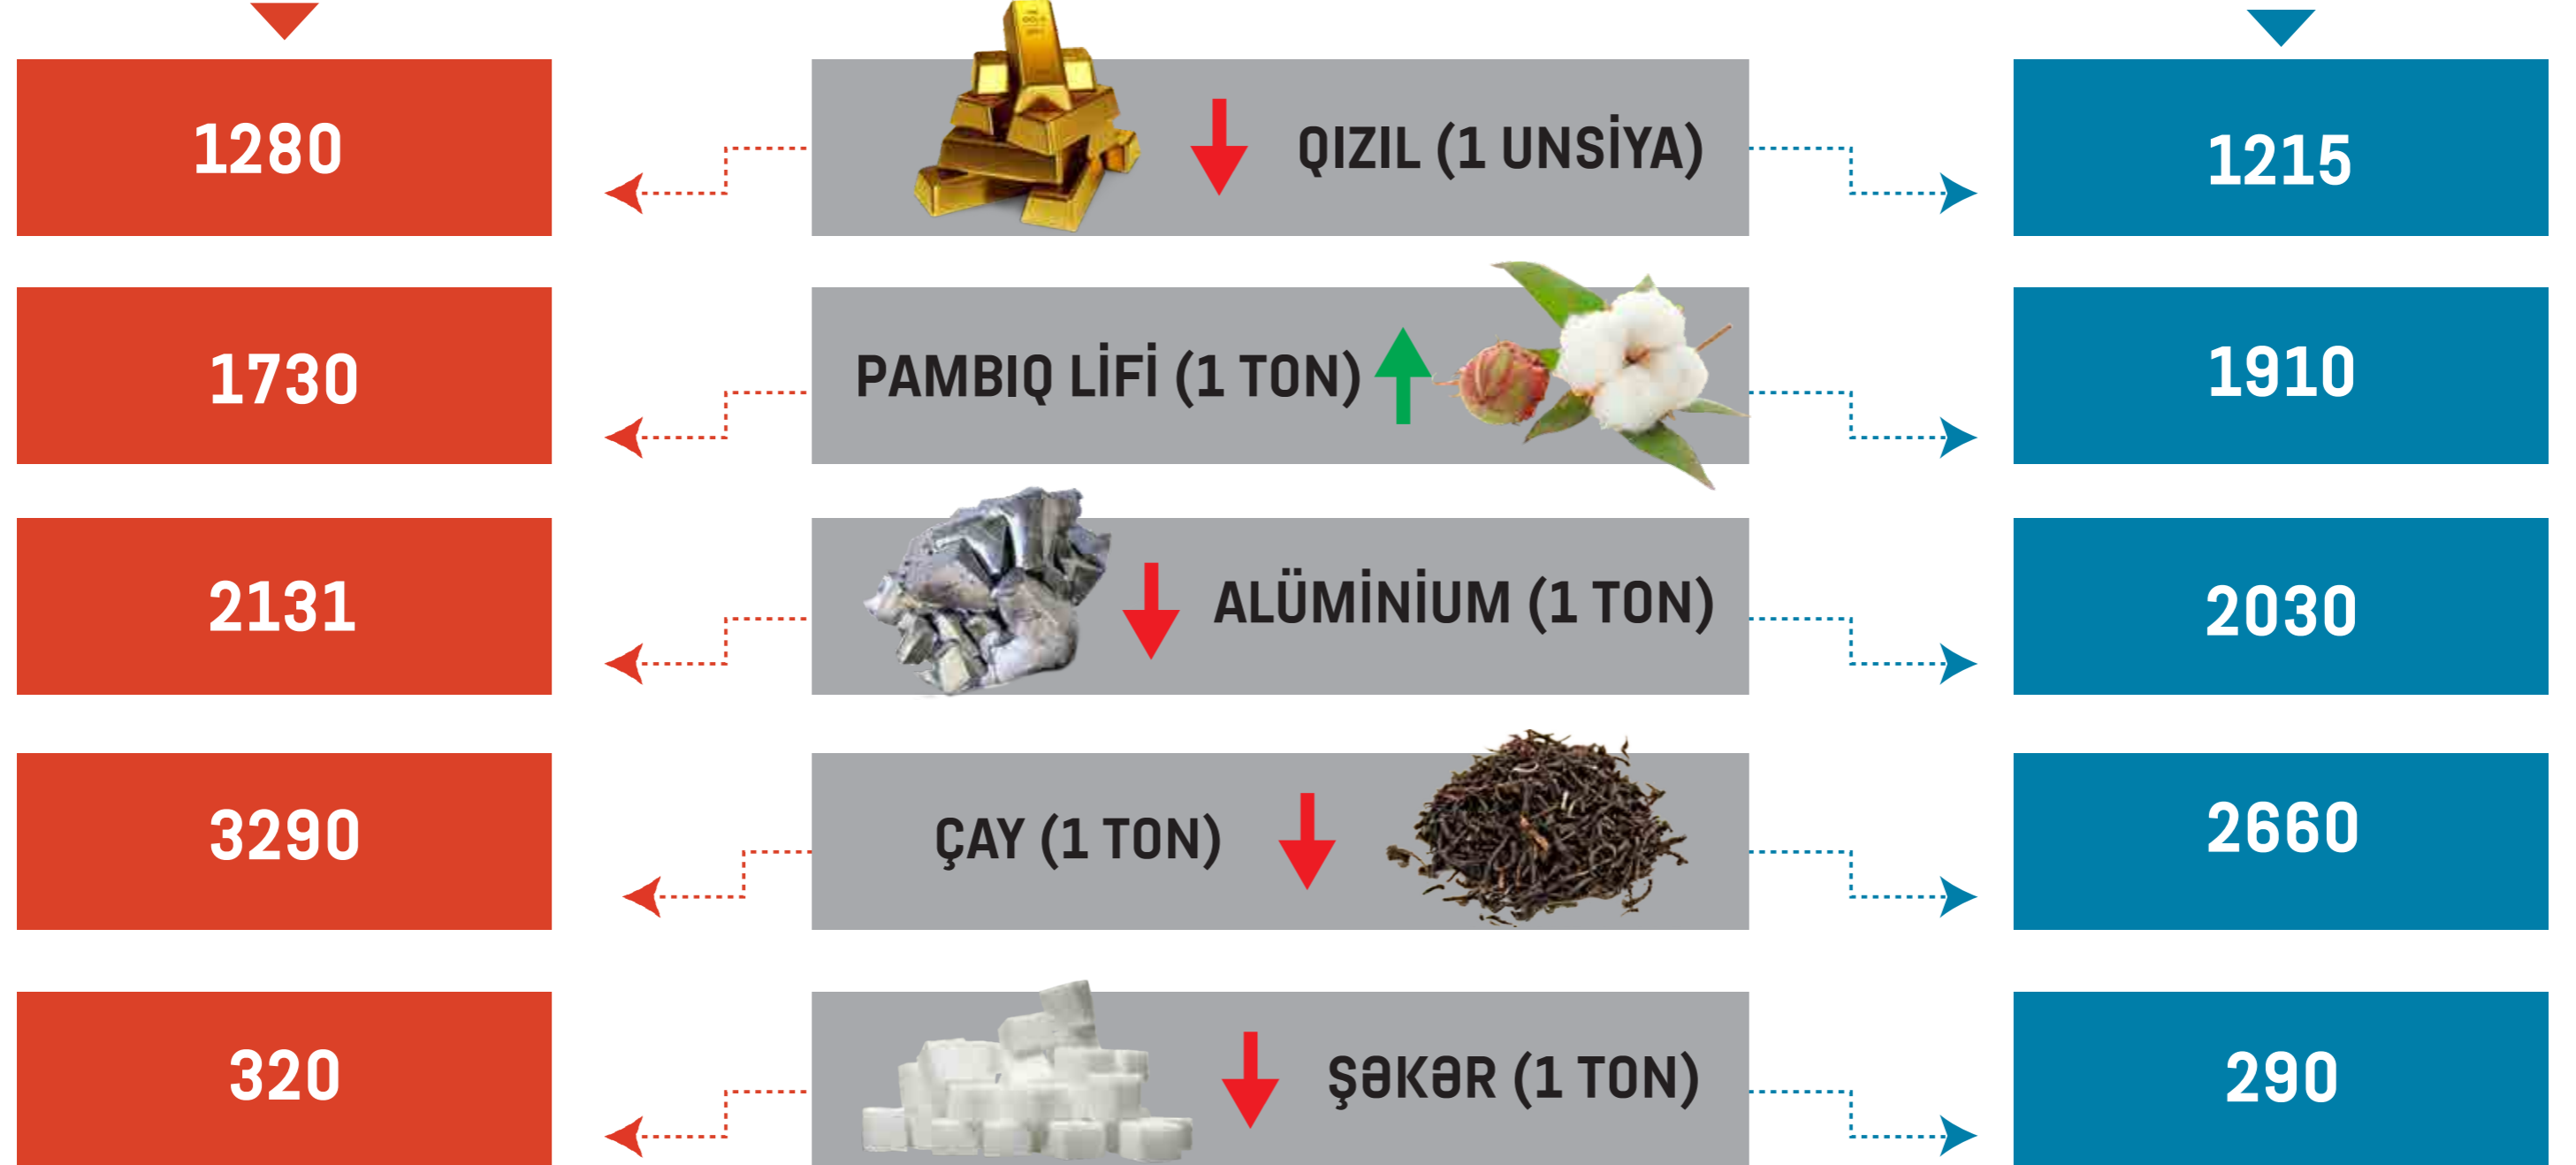 1280
QIZIL (1 UNSİYA)
1215
1730
PAMBIQ LİFİ (1 TON)
1910
2131
ALÜMİNİUM (1 TON)
2030
3290
ÇAY (1 TON)
2660
320
ŞƏKƏR (1 TON)
290